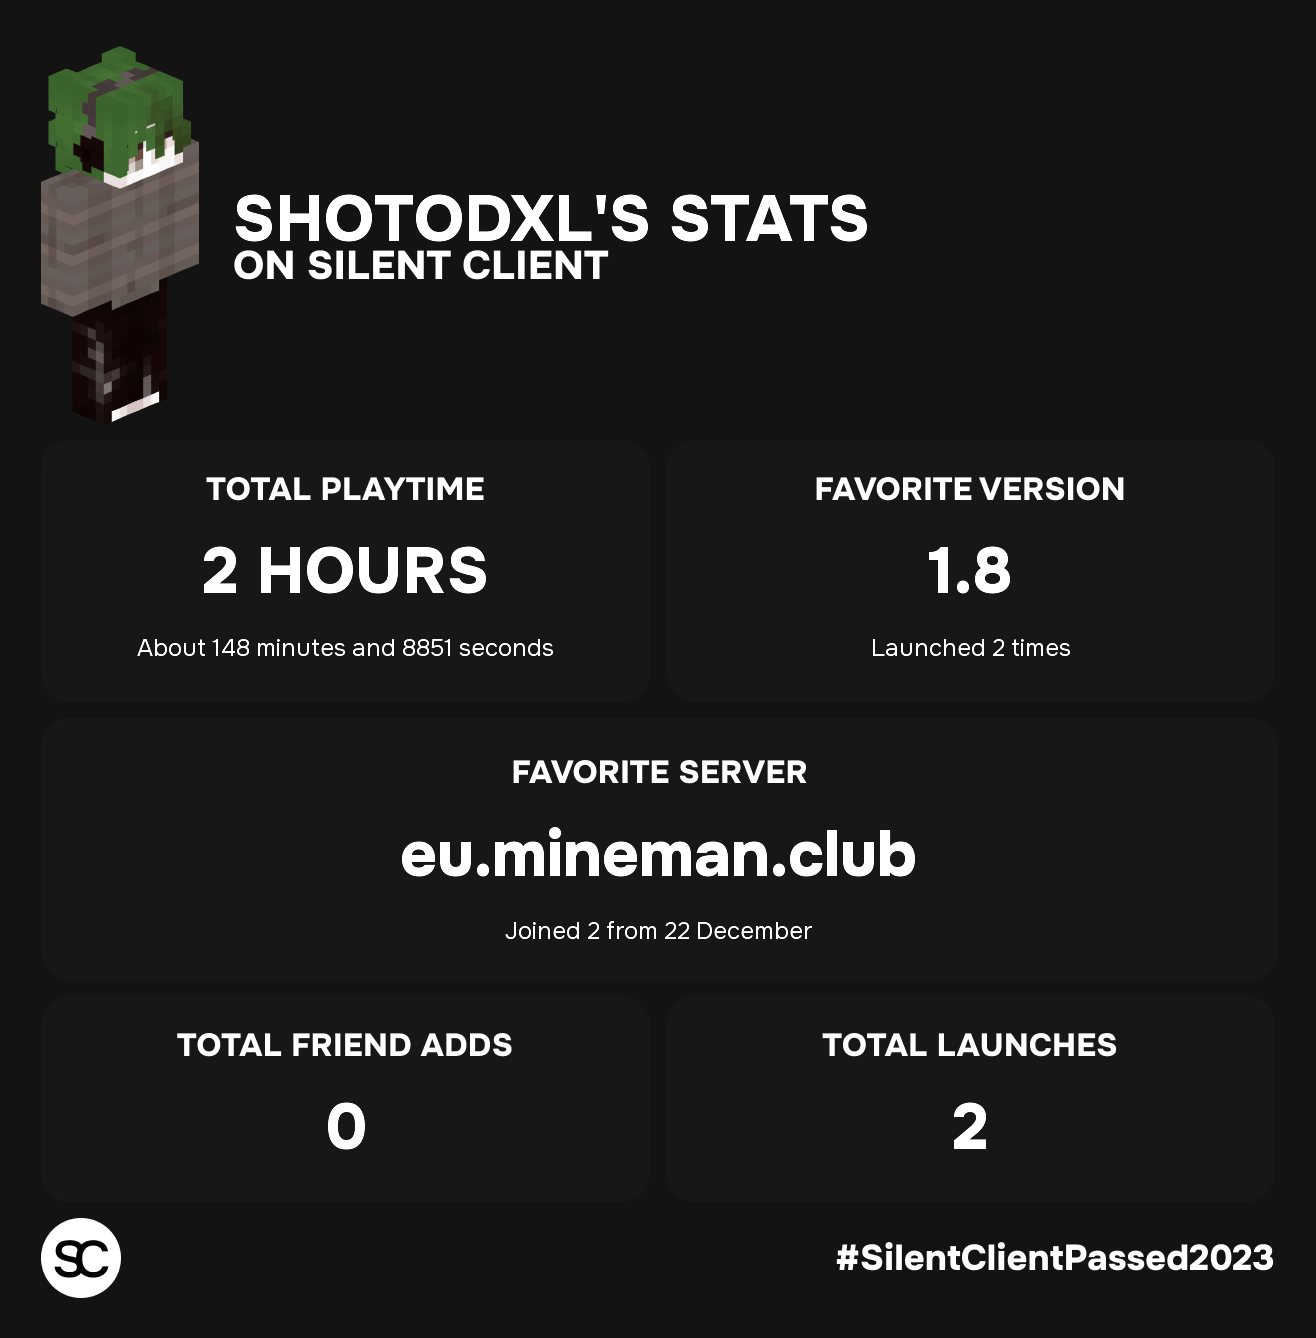 SHOTODXL'S STATS
ON SILENT CLIENT
TOTAL PLAYTIME
2 HOURS
About 148 minutes and 8851 seconds
FAVORITE VERSION
1.8
Launched 2 times
FAVORITE SERVER
eu.mineman.club
Joined 2 from 22 December
TOTAL FRIEND ADDS
0
TOTAL LAUNCHES
2
SC
#SilentClientPassed2023